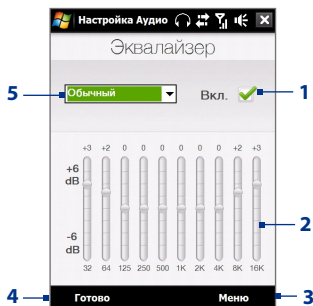 Настройка Аудио
Эквалайзер
5
Обычный
Вкл.
1
+3 +2 0 0 0 0 0 0 +2 +3
+6
dB
2
-6
dB
32 64 125 250 500 1K 2K 4K 8K 16K
4
Готово
Меню
3